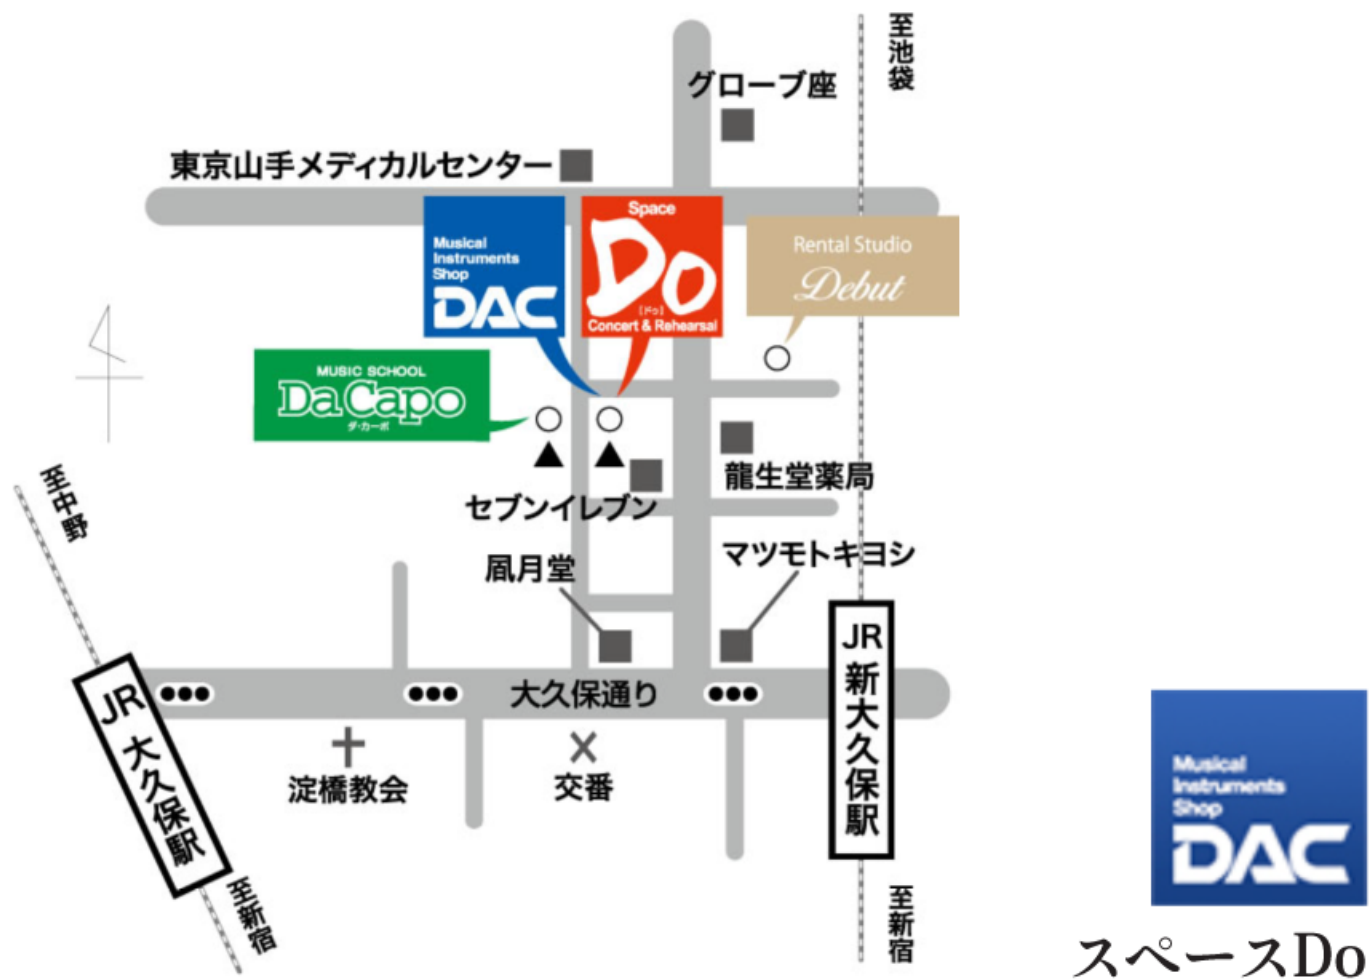 至池袋
グローブ座
東京山手メディカルセンター
Musical
Instruments
Shop
DAC
Space
Do
[ドゥ]
Concert & Rehearsal
Rental Studio
Debut
MUSIC SCHOOL
Da Capo
ダ・カーポ
至中野
龍生堂薬局
セブンイレブン
マツモトキヨシ
凮月堂
JR
新大久保駅
JR
大久保駅
大久保通り
淀橋教会
交番
至新宿
至新宿
Musical
Instruments
Shop
DAC
スペースDo